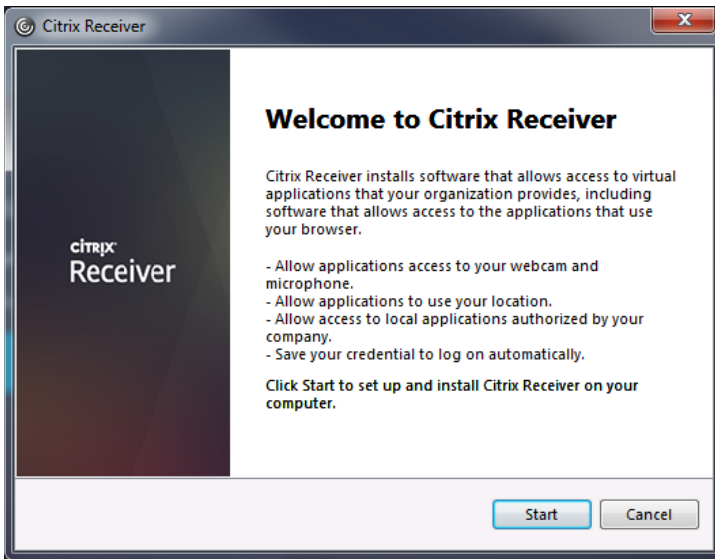 Citrix Receiver
Welcome to Citrix Receiver
Citrix Receiver installs software that allows access to virtual
applications that your organization provides, including
software that allows access to the applications that use
your browser.
- Allow applications access to your webcam and
microphone.
- Allow applications to use your location.
- Allow access to local applications authorized by your
company.
- Save your credential to log on automatically.
Click Start to set up and install Citrix Receiver on your
computer.
CİTRIX
Receiver
Start Cancel